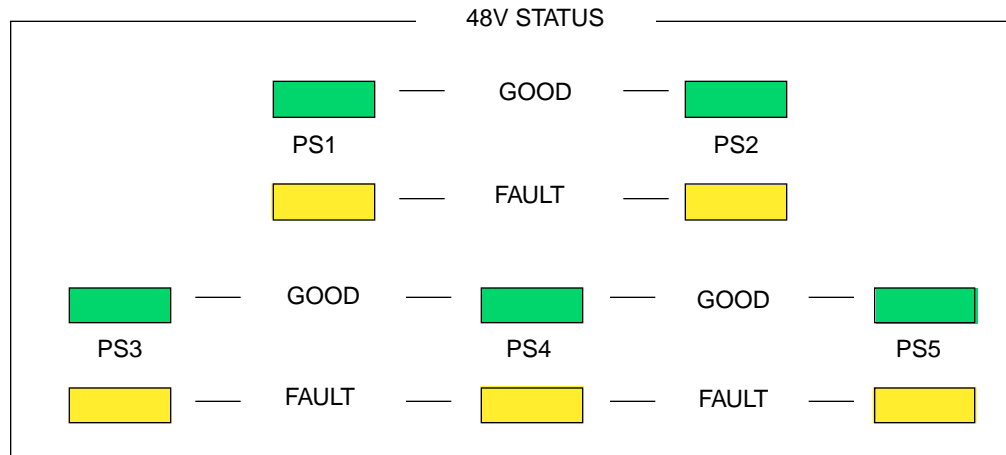 48V STATUS
GOOD
PS1
PS2
FAULT
GOOD
GOOD
PS3
PS4
PS5
FAULT
FAULT